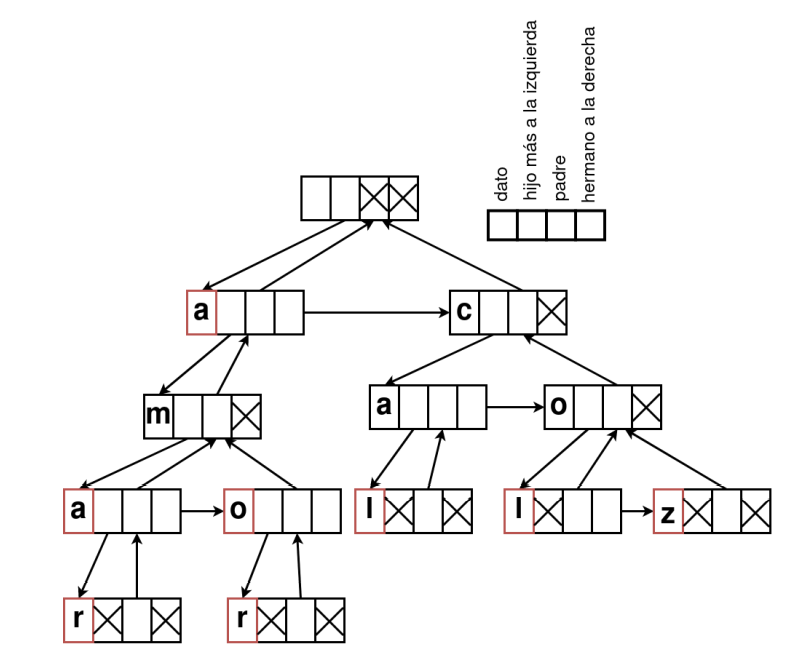 dato
hijo más a la izquierda
padre
hermano a la derecha
a
c
m
a
o
a
o
l
l
z
r
r